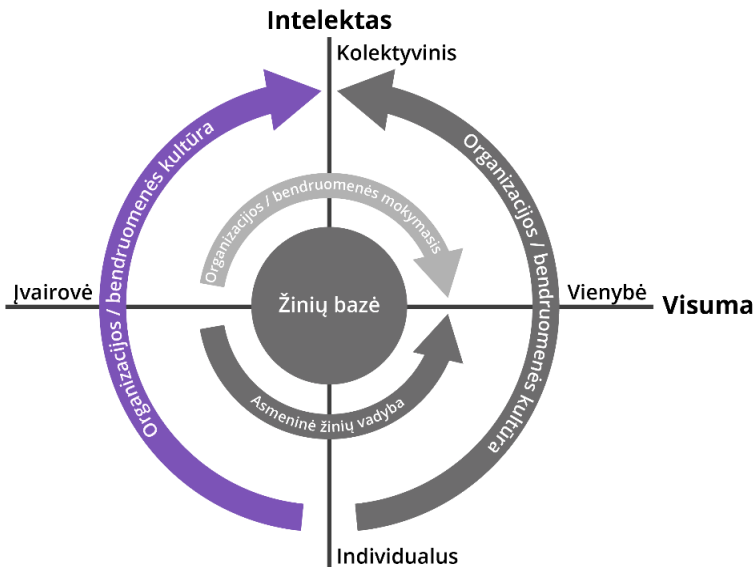 Intelektas
Kolektyvinis
Organizacijos / bendruomenės kultūra
Organizacijos / bendruomenės kultūra
Organizacijos / bendruomenės mokymasis
Įvairovė
Žinių bazė
Vienybė
Visuma
Asmeninė žinių vadyba
Individualus